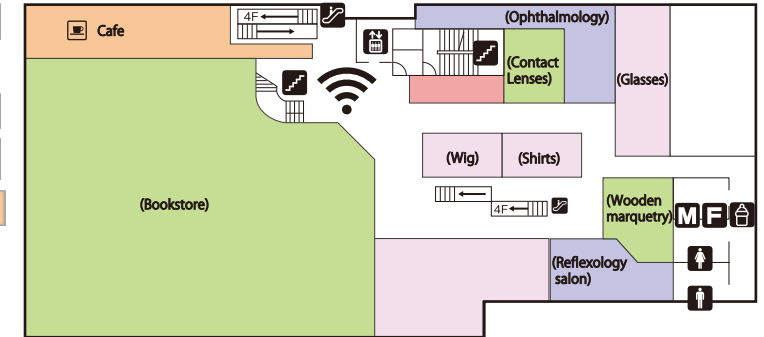 4F
Cafe
(Ophthalmology)
(Contact
Lenses)
(Glasses)
(Wig)
(Shirts)
4F
(Bookstore)
(Wooden
marquetry)
M F
(Reflexology
salon)